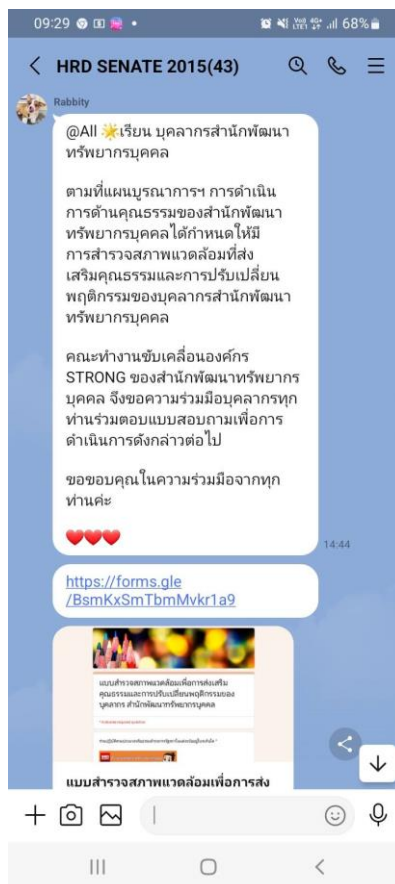 09:29
VoLTE1 4G+ .ıl 68%
HRD SENATE 2015(43)
Rabbity
@All 🌟เรียน บุคลากรสำนักพัฒนา
ทรัพยากรบุคคล
ตามที่แผนบูรณาการฯ การดำเนิน
การด้านคุณธรรมของสำนักพัฒนา
ทรัพยากรบุคคลได้กำหนดให้มี
การสำรวจสภาพแวดล้อมที่ส่ง
เสริมคุณธรรมและการปรับเปลี่ยน
พฤติกรรมของบุคลากรสำนักพัฒนา
ทรัพยากรบุคคล
คณะทำงานขับเคลื่อนองค์กร
STRONG ของสำนักพัฒนาทรัพยากร
บุคคล จึงขอความร่วมมือบุคลากรทุก
ท่านร่วมตอบแบบสอบถามเพื่อการ
ดำเนินการดังกล่าวต่อไป
ขอขอบคุณในความร่วมมือจากทุก
ท่านค่ะ
❤️❤️❤️
14:44
https://forms.gle
/BsmKxSmTbmMvkr1a9
แบบสำรวจสภาพแวดล้อมเพื่อการส่งเสริม
คุณธรรมและการปรับเปลี่ยนพฤติกรรมของ
บุคลากร สำนักพัฒนาทรัพยากรบุคคล
แบบสำรวจสภาพแวดล้อมเพื่อการส่ง